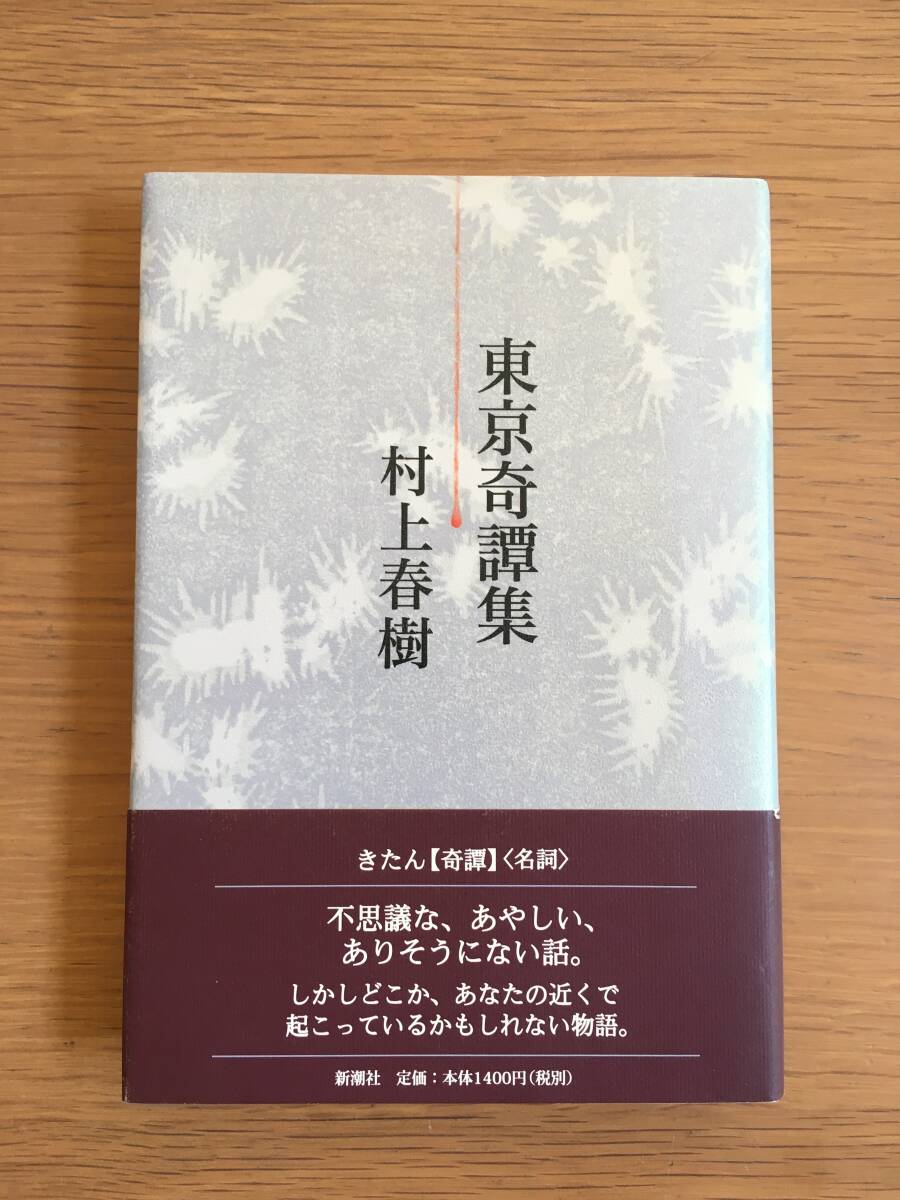 東京奇譚集
村上春樹
きたん【奇譚】〈名詞〉
不思議な、あやしい、
ありそうにない話。
しかしどこか、あなたの近くで
起こっているかもしれない物語。
新潮社 定価：本体1400円（税別）